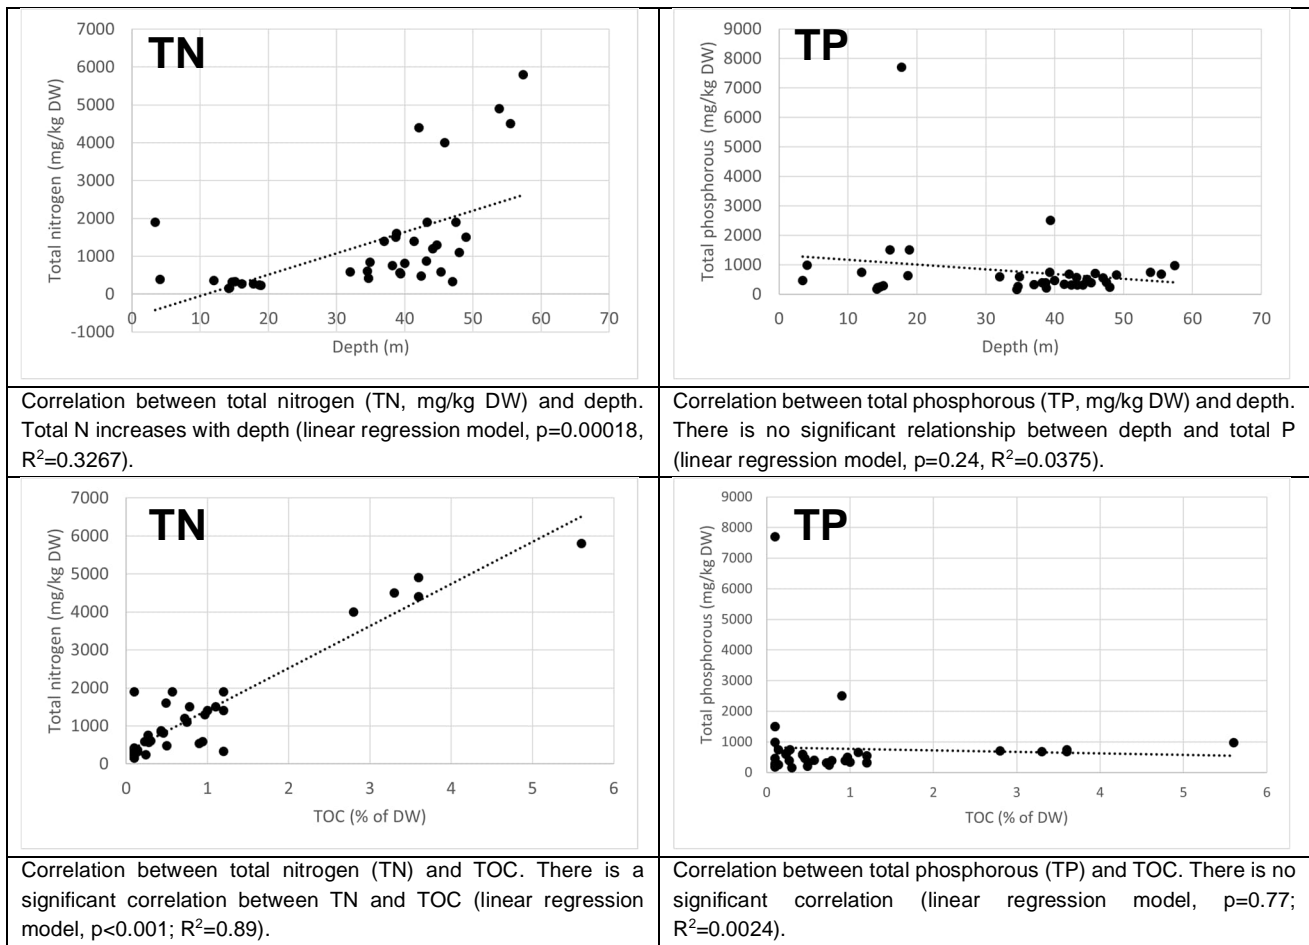 TN
7000
6000
5000
4000
3000
2000
1000
0
-1000
Total nitrogen (mg/kg DW)
0 10 20 30 40 50 60 70
Depth (m)
TP
9000
8000
7000
6000
5000
4000
3000
2000
1000
0
Total phosphorous (mg/kg DW)
0 10 20 30 40 50 60 70
Depth (m)
Correlation between total nitrogen (TN, mg/kg DW) and depth.
Total N increases with depth (linear regression model, p=0.00018,
R²=0.3267).
Correlation between total phosphorous (TP, mg/kg DW) and depth.
There is no significant relationship between depth and total P
(linear regression model, p=0.24, R²=0.0375).
TN
7000
6000
5000
4000
3000
2000
1000
0
Total nitrogen (mg/kg DW)
0 1 2 3 4 5 6
TOC (% of DW)
TP
9000
8000
7000
6000
5000
4000
3000
2000
1000
0
Total phosphorous (mg/kg DW)
0 1 2 3 4 5 6
TOC (% of DW)
Correlation between total nitrogen (TN) and TOC. There is a
significant correlation between TN and TOC (linear regression
model, p<0.001; R²=0.89).
Correlation between total phosphorous (TP) and TOC. There is no
significant correlation (linear regression model, p=0.77;
R²=0.0024).